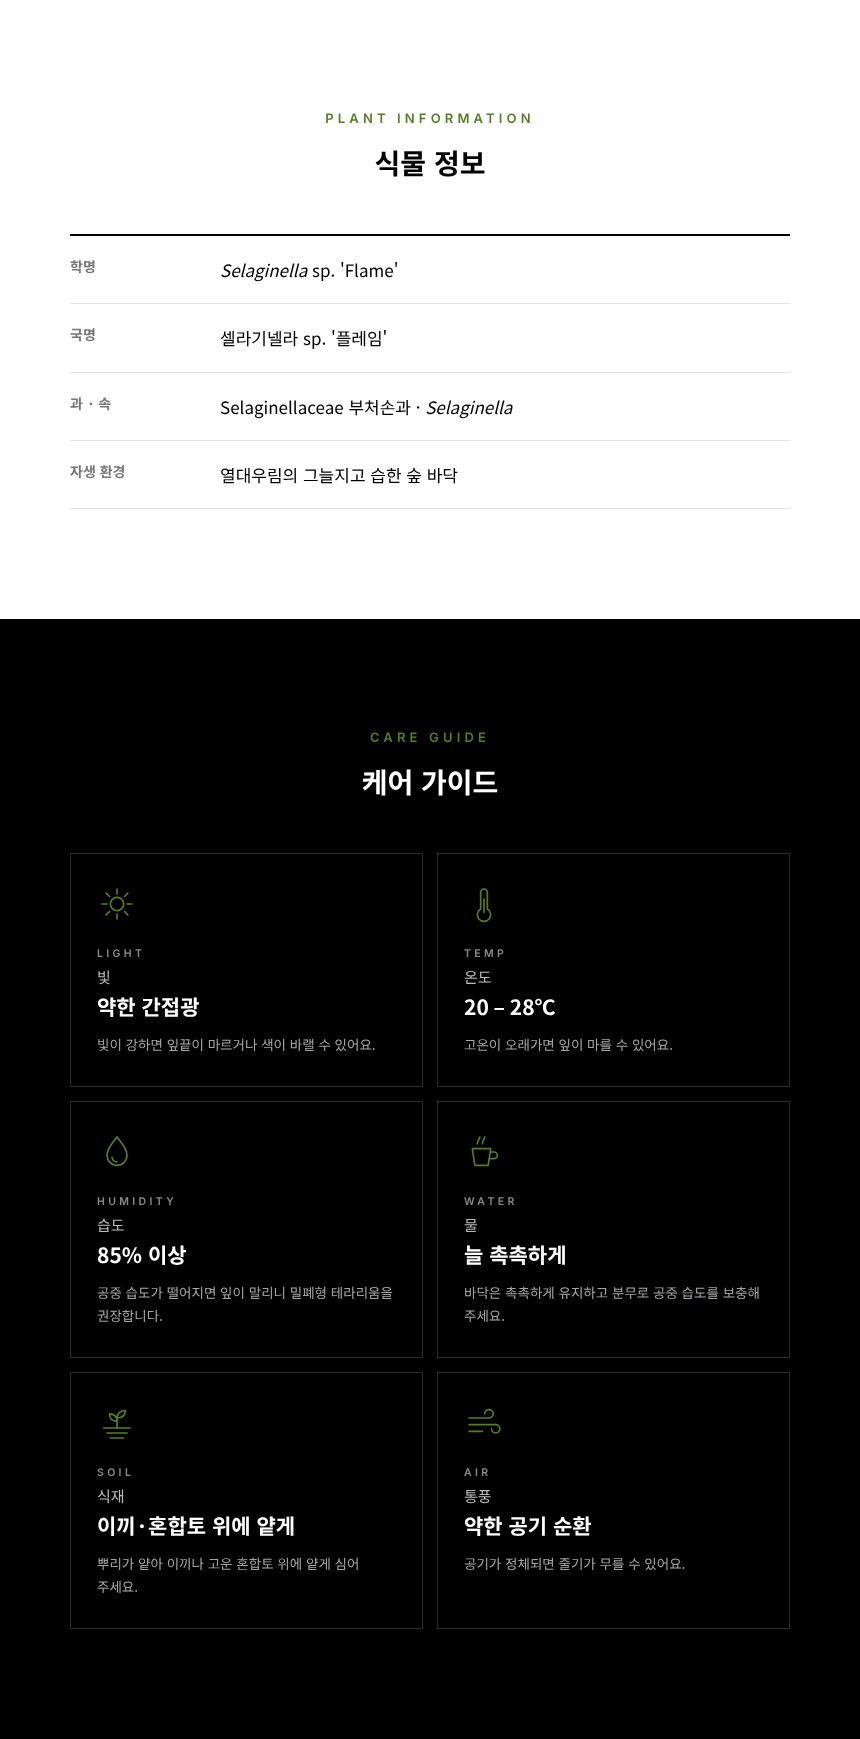 PLANT INFORMATION
식물 정보
학명
Selaginella sp. 'Flame'
국명
셀라기넬라 sp. '플레임'
과 · 속
Selaginellaceae 부처손과 · Selaginella
자생 환경
열대우림의 그늘지고 습한 숲 바닥
CARE GUIDE
케어 가이드
LIGHT
빛
약한 간접광
빛이 강하면 잎끝이 마르거나 색이 바랠 수 있어요.
TEMP
온도
20 – 28℃
고온이 오래가면 잎이 마를 수 있어요.
HUMIDITY
습도
85% 이상
공중 습도가 떨어지면 잎이 말리니 밀폐형 테라리움을
권장합니다.
WATER
물
늘 촉촉하게
바닥은 촉촉하게 유지하고 분무로 공중 습도를 보충해
주세요.
SOIL
식재
이끼·혼합토 위에 얕게
뿌리가 얕아 이끼나 고운 혼합토 위에 얕게 심어
주세요.
AIR
통풍
약한 공기 순환
공기가 정체되면 줄기가 무를 수 있어요.